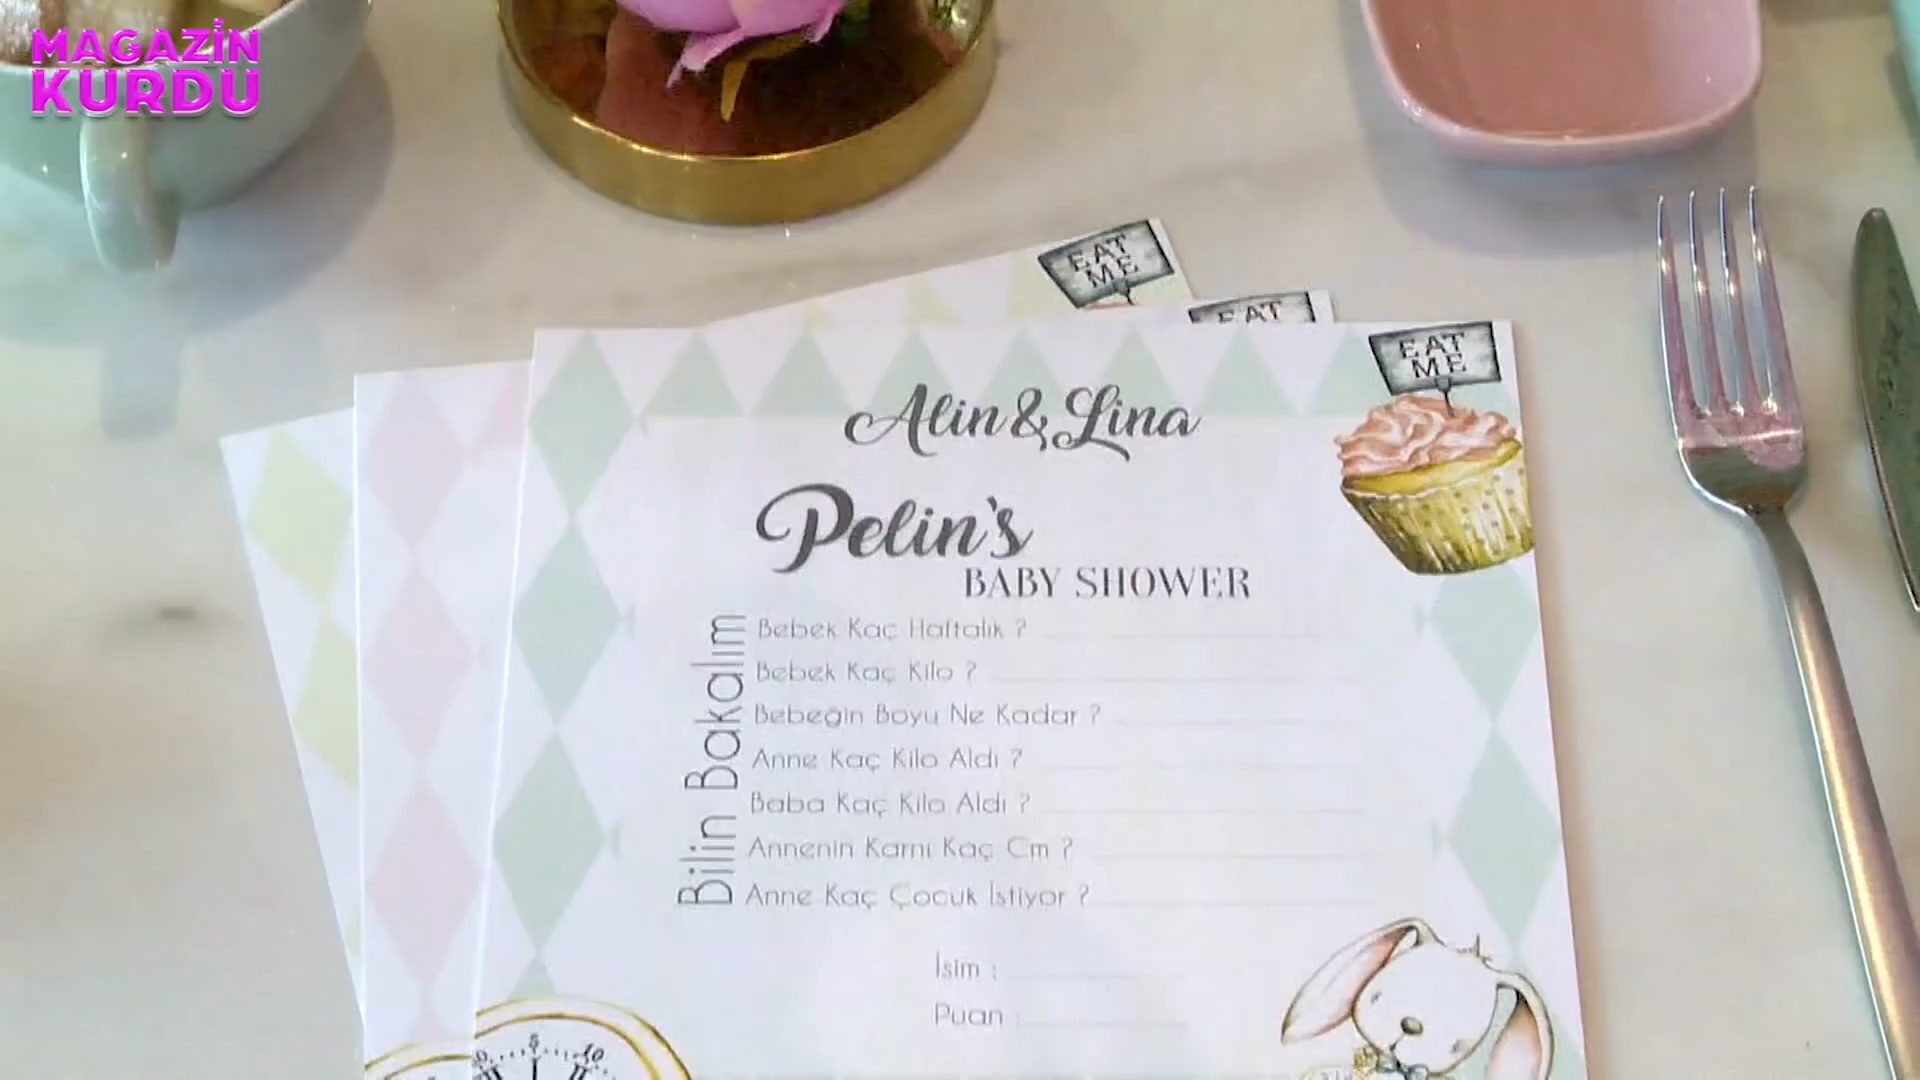 MAGAZİN
KURDU
EAT
ME
EAT
EAT
ME
Alin & Lina
Pelin's
BABY SHOWER
Bilin Bakalım
Bebek Kaç Haftalık ?
Bebek Kaç Kilo ?
Bebeğin Boyu Ne Kadar ?
Anne Kaç Kilo Aldı ?
Baba Kaç Kilo Aldı ?
Annenin Karnı Kaç Cm ?
Anne Kaç Çocuk İstiyor ?
İsim :
Puan :
5
10